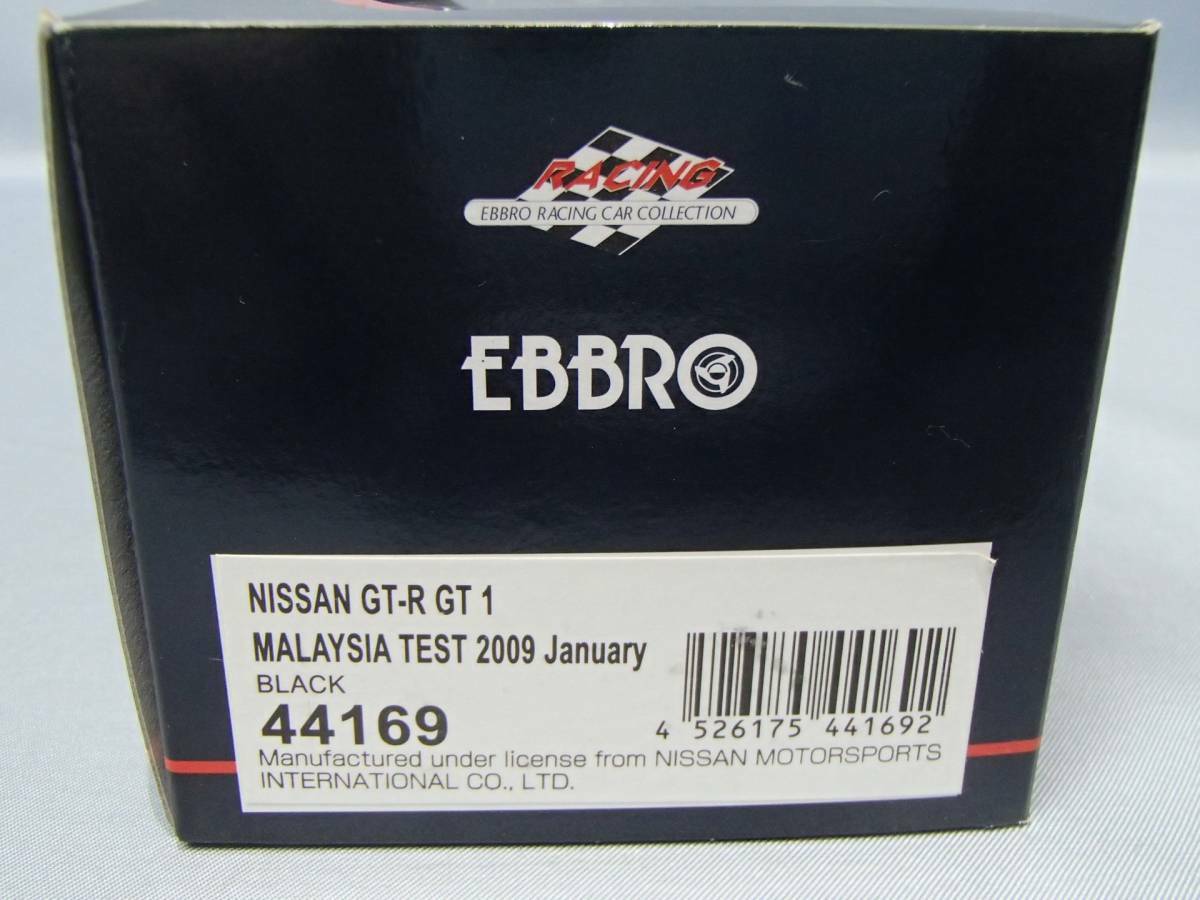 RACING
EBBRO RACING CAR COLLECTION
EBBRO
NISSAN GT-R GT 1
MALAYSIA TEST 2009 January
BLACK
44169
4 526175 441692
Manufactured under license from NISSAN MOTORSPORTS
INTERNATIONAL CO., LTD.